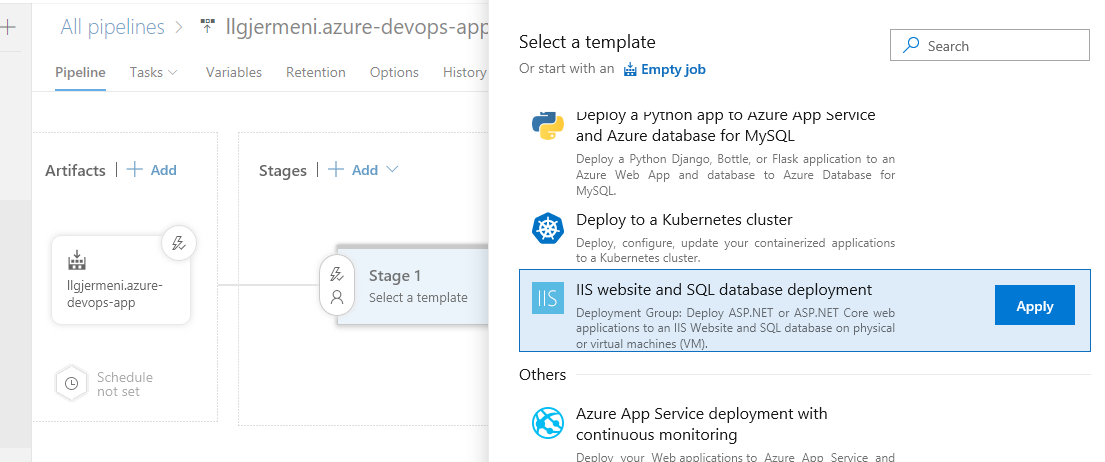 All pipelines > llgjermeni.azure-devops-app
Pipeline Tasks Variables Retention Options History
Artifacts | + Add
Stages | + Add
llgjermeni.azure-
devops-app
Schedule
not set
Stage 1
Select a template
Select a template
Search
Or start with an Empty job
Deploy a Python app to Azure App Service
and Azure database for MySQL
Deploy a Python Django, Bottle, or Flask application to an
Azure Web App and database to Azure Database for
MySQL.
Deploy to a Kubernetes cluster
Deploy, configure, update your containerized applications
to a Kubernetes cluster.
IIS
IIS website and SQL database deployment
Deployment Group: Deploy ASP.NET or ASP.NET Core web
applications to an IIS Website and SQL database on physical
or virtual machines (VM).
Apply
Others
Azure App Service deployment with
continuous monitoring
Deploy your Web applications to Azure App Service and